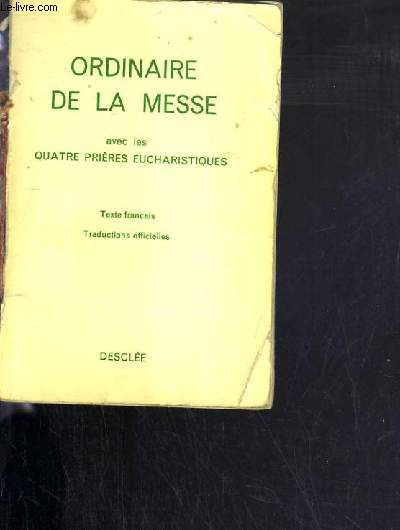 Le-livre.com
ORDINAIRE
DE LA MESSE
avec les
QUATRE PRIÈRES EUCHARISTIQUES
Texte français
Traductions officielles
DESCLÉE